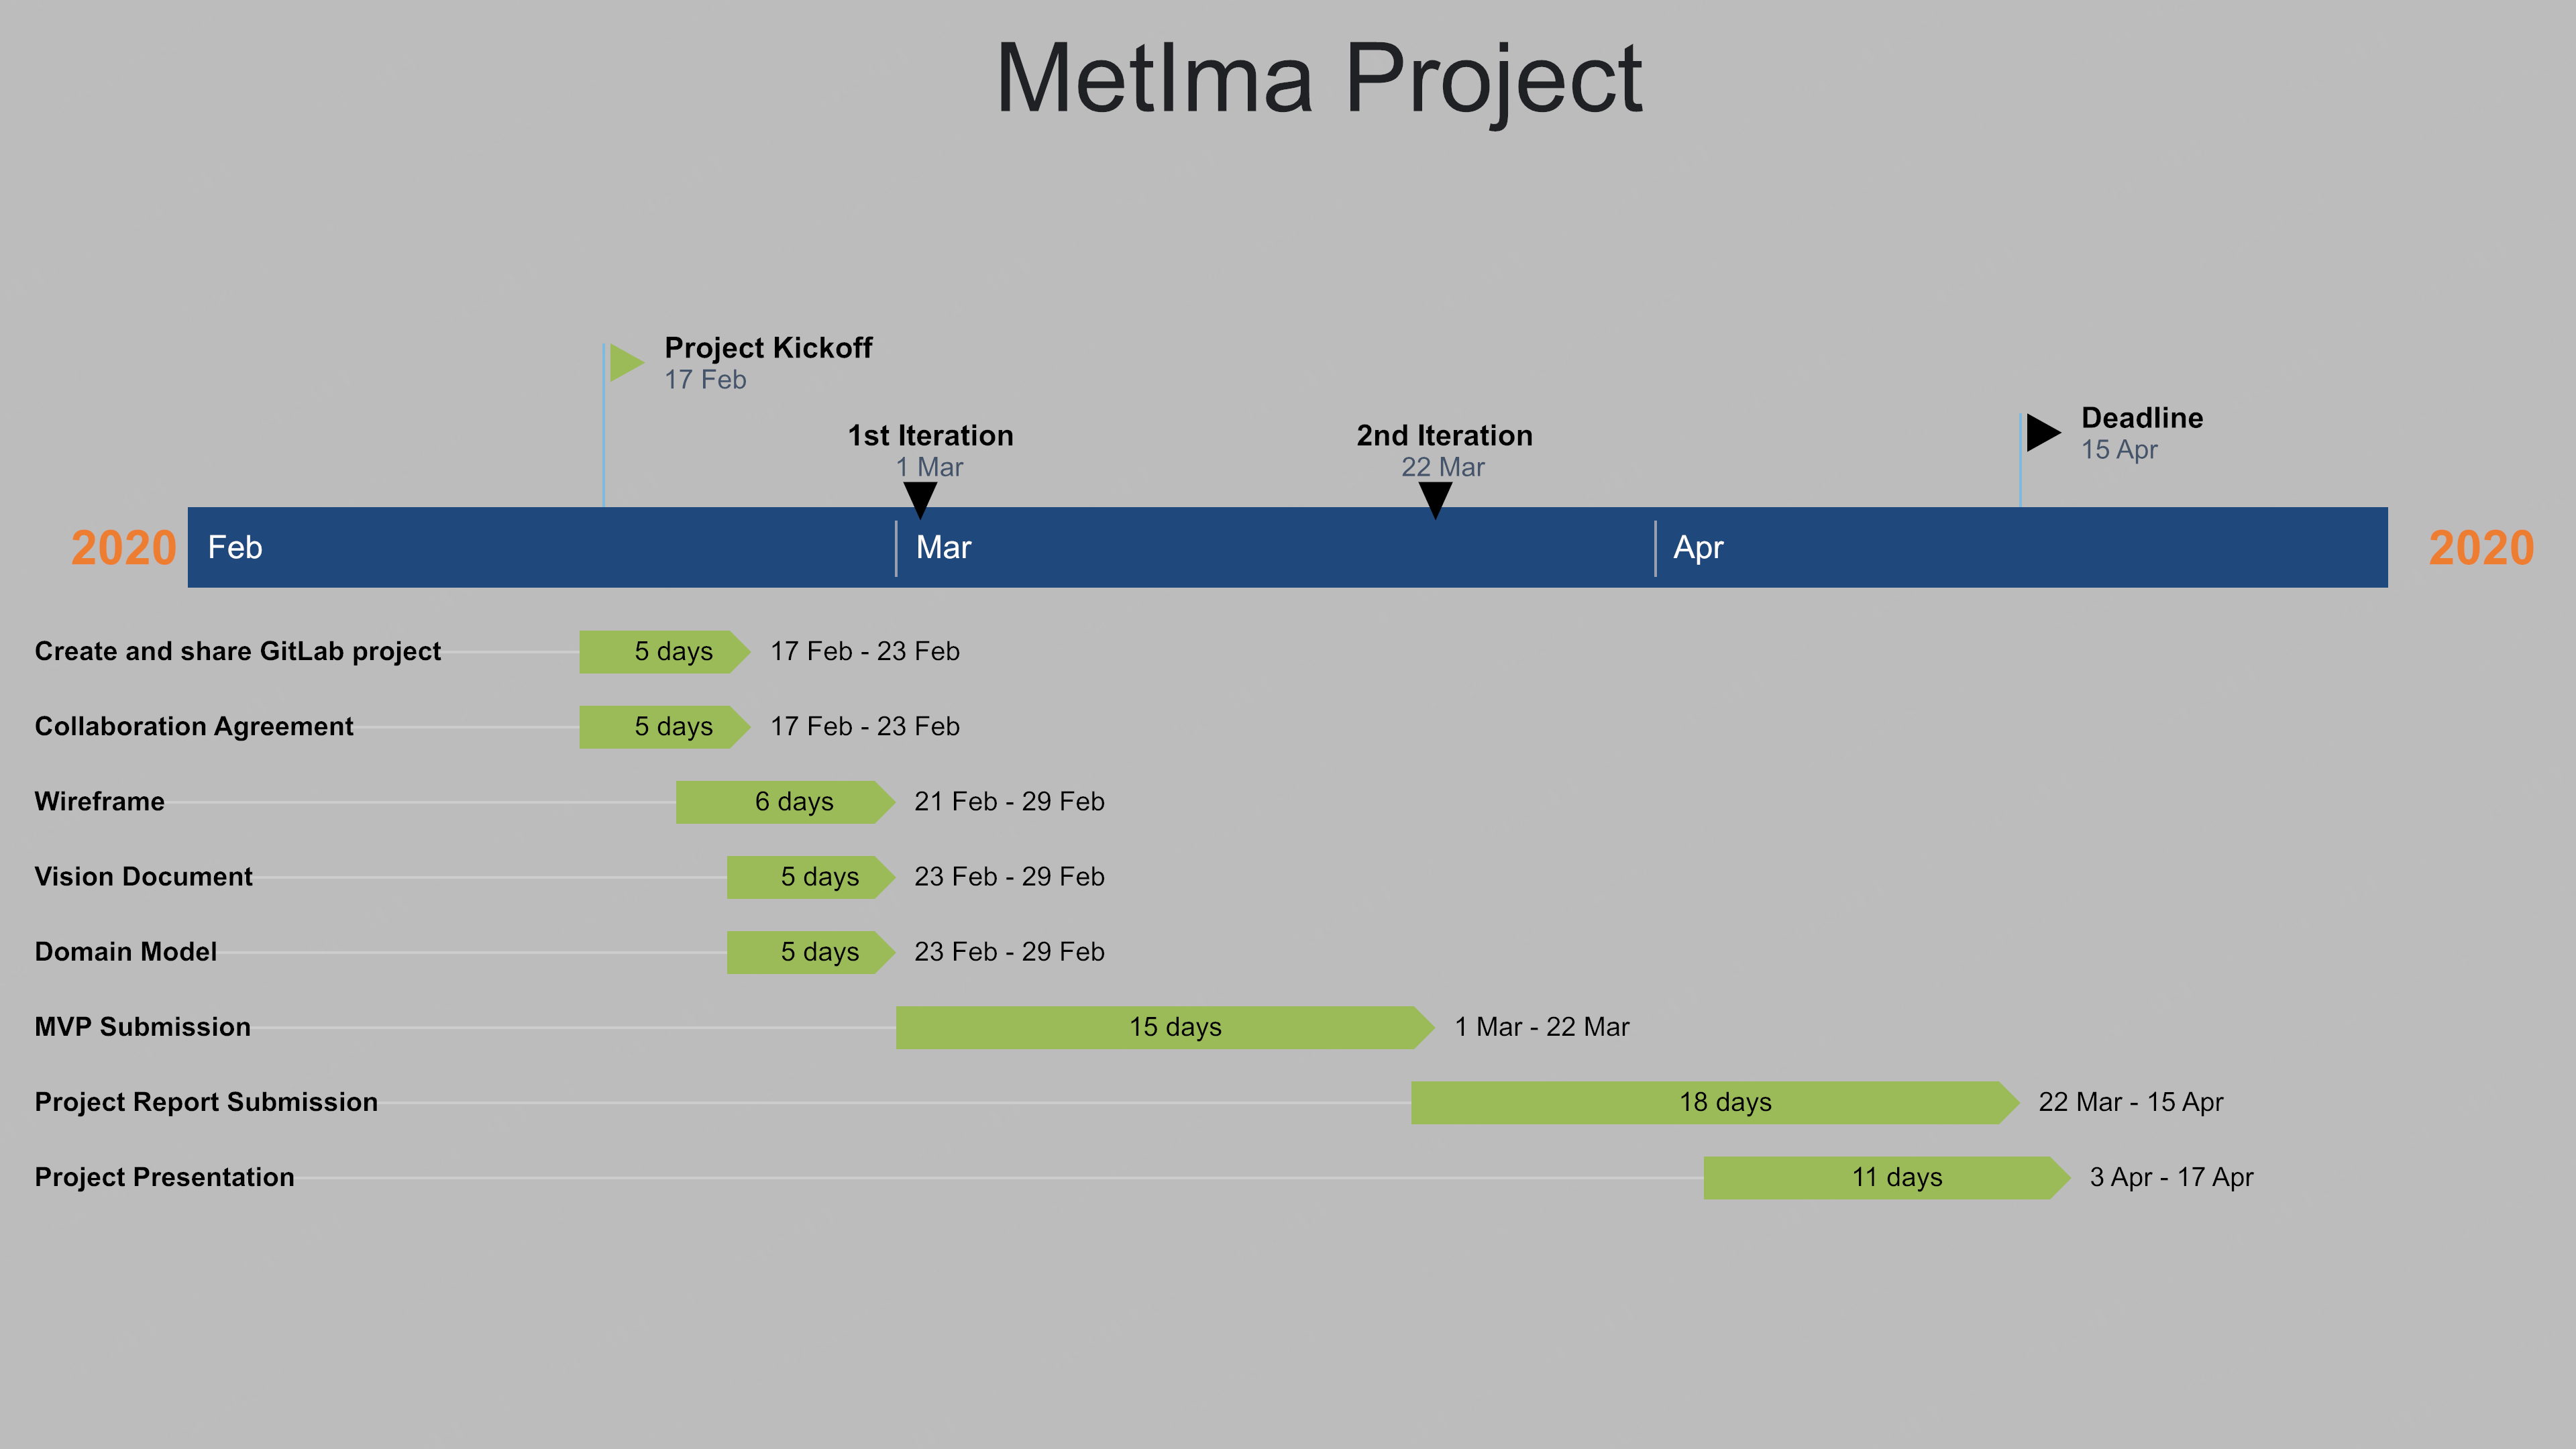 MetIma Project
Project Kickoff
17 Feb
1st Iteration
1 Mar
2nd Iteration
22 Mar
Deadline
15 Apr
2020 Feb Mar Apr 2020
Create and share GitLab project 5 days 17 Feb - 23 Feb
Collaboration Agreement 5 days 17 Feb - 23 Feb
Wireframe 6 days 21 Feb - 29 Feb
Vision Document 5 days 23 Feb - 29 Feb
Domain Model 5 days 23 Feb - 29 Feb
MVP Submission 15 days 1 Mar - 22 Mar
Project Report Submission 18 days 22 Mar - 15 Apr
Project Presentation 11 days 3 Apr - 17 Apr